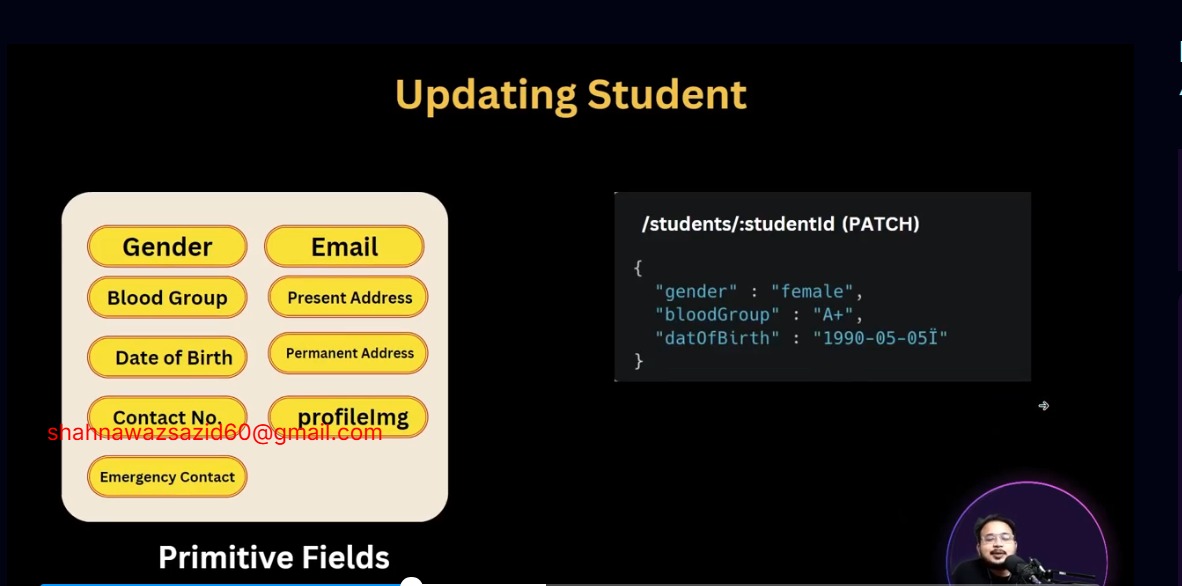 Updating Student
Gender
Email
Blood Group
Present Address
Date of Birth
Permanent Address
Contact No.
profileImg
shahnawazsazid60@gmail.com
Emergency Contact
Primitive Fields
/students/:studentId (PATCH)
{
"gender" : "female",
"bloodGroup" : "A+",
"datOfBirth" : "1990-05-05Ï"
}